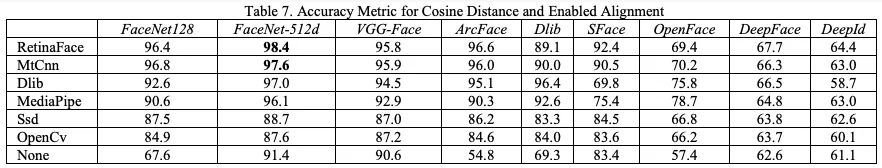 Table 7. Accuracy Metric for Cosine Distance and Enabled Alignment
FaceNet128 FaceNet-512d VGG-Face ArcFace Dlib SFace OpenFace DeepFace DeepId
RetinaFace 96.4 98.4 95.8 96.6 89.1 92.4 69.4 67.7 64.4
MtCnn 96.8 97.6 95.9 96.0 90.0 90.5 70.2 66.3 63.0
Dlib 92.6 97.0 94.5 95.1 96.4 69.8 75.8 66.5 58.7
MediaPipe 90.6 96.1 92.9 90.3 92.6 75.4 78.7 64.8 63.0
Ssd 87.5 88.7 87.0 86.2 83.3 84.5 66.8 63.8 62.6
OpenCv 84.9 87.6 87.2 84.6 84.0 83.6 66.2 63.7 60.1
None 67.6 91.4 90.6 54.8 69.3 83.4 57.4 62.6 61.1